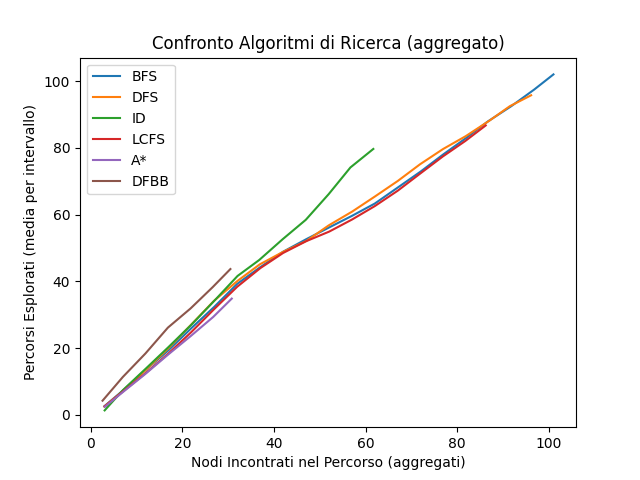 Confronto Algoritmi di Ricerca (aggregato)
BFS
DFS
ID
LCFS
A*
DFBB
Percorsi Esplorati (media per intervallo)
100
80
60
40
20
0
0 20 40 60 80 100
Nodi Incontrati nel Percorso (aggregati)